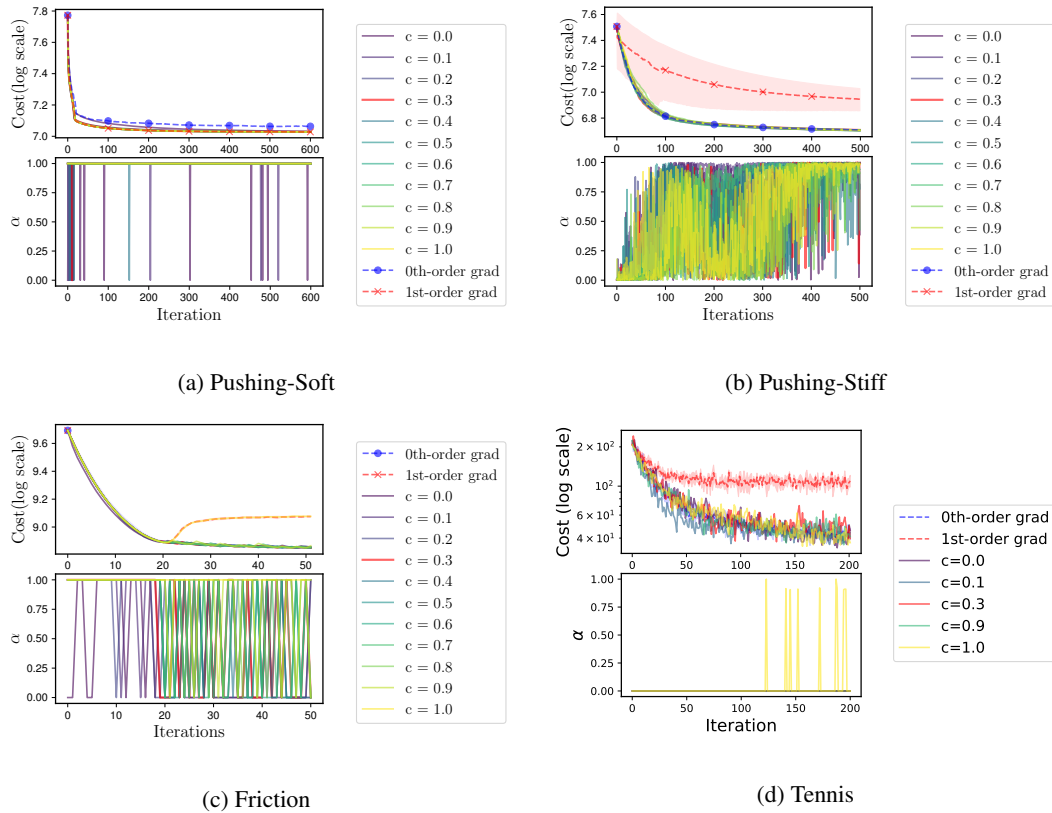 7.8
7.6
7.4
7.2
7.0
Cost(log scale)
0 100 200 300 400 500 600
1.00
0.75
0.50
0.25
0.00
α
0 100 200 300 400 500 600
Iteration
c = 0.0
c = 0.1
c = 0.2
c = 0.3
c = 0.4
c = 0.5
c = 0.6
c = 0.7
c = 0.8
c = 0.9
c = 1.0
0th-order grad
1st-order grad
(a) Pushing-Soft
7.6
7.4
7.2
7.0
6.8
Cost(log scale)
0 100 200 300 400 500
1.00
0.75
0.50
0.25
0.00
α
0 100 200 300 400 500
Iterations
c = 0.0
c = 0.1
c = 0.2
c = 0.3
c = 0.4
c = 0.5
c = 0.6
c = 0.7
c = 0.8
c = 0.9
c = 1.0
0th-order grad
1st-order grad
(b) Pushing-Stiff
9.6
9.4
9.2
9.0
Cost(log scale)
0 10 20 30 40 50
1.00
0.75
0.50
0.25
0.00
α
0 10 20 30 40 50
Iterations
0th-order grad
1st-order grad
c = 0.0
c = 0.1
c = 0.2
c = 0.3
c = 0.4
c = 0.5
c = 0.6
c = 0.7
c = 0.8
c = 0.9
c = 1.0
(c) Friction
2 × 10²
10²
6 × 10¹
4 × 10¹
Cost (log scale)
0 50 100 150 200
1.00
0.75
0.50
0.25
0.00
α
0 50 100 150 200
Iteration
0th-order grad
1st-order grad
c=0.0
c=0.1
c=0.3
c=0.9
c=1.0
(d) Tennis